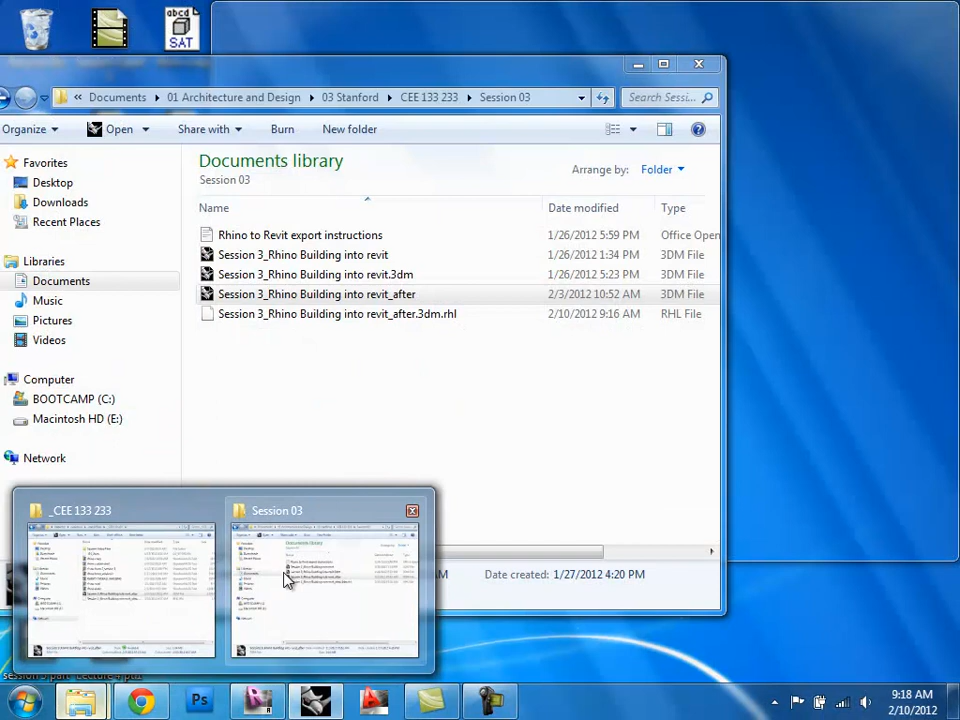 abcd
SAT
« Documents 01 Architecture and Design 03 Stanford CEE 133 233 Session 03
Search Sessi...
Organize Open Share with Burn New folder
Favorites
Desktop
Downloads
Recent Places
Libraries
Documents
Music
Pictures
Videos
Computer
BOOTCAMP (C:)
Macintosh HD (E:)
Network
Documents library
Session 03
Arrange by: Folder
Name Date modified Type
Rhino to Revit export instructions 1/26/2012 5:59 PM Office Open
Session 3_Rhino Building into revit 1/26/2012 1:34 PM 3DM File
Session 3_Rhino Building into revit.3dm 1/26/2012 5:23 PM 3DM File
Session 3_Rhino Building into revit_after 2/3/2012 10:52 AM 3DM File
Session 3_Rhino Building into revit_after.3dm.rhl 2/10/2012 9:16 AM RHL File
AM Date created: 1/27/2012 4:20 PM
_CEE 133 233
Session 03
Ps
9:18 AM
2/10/2012